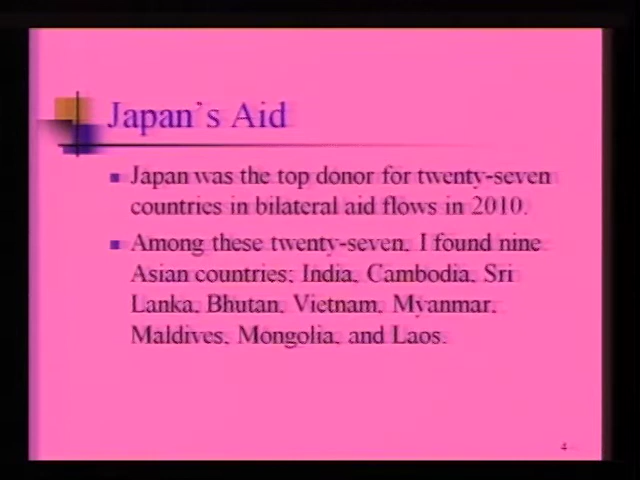 Japan's Aid
Japan was the top donor for twenty-seven
countries in bilateral aid flows in 2010.
Among these twenty-seven, I found nine
Asian countries; India, Cambodia, Sri
Lanka, Bhutan, Vietnam, Myanmar,
Maldives, Mongolia, and Laos.
4